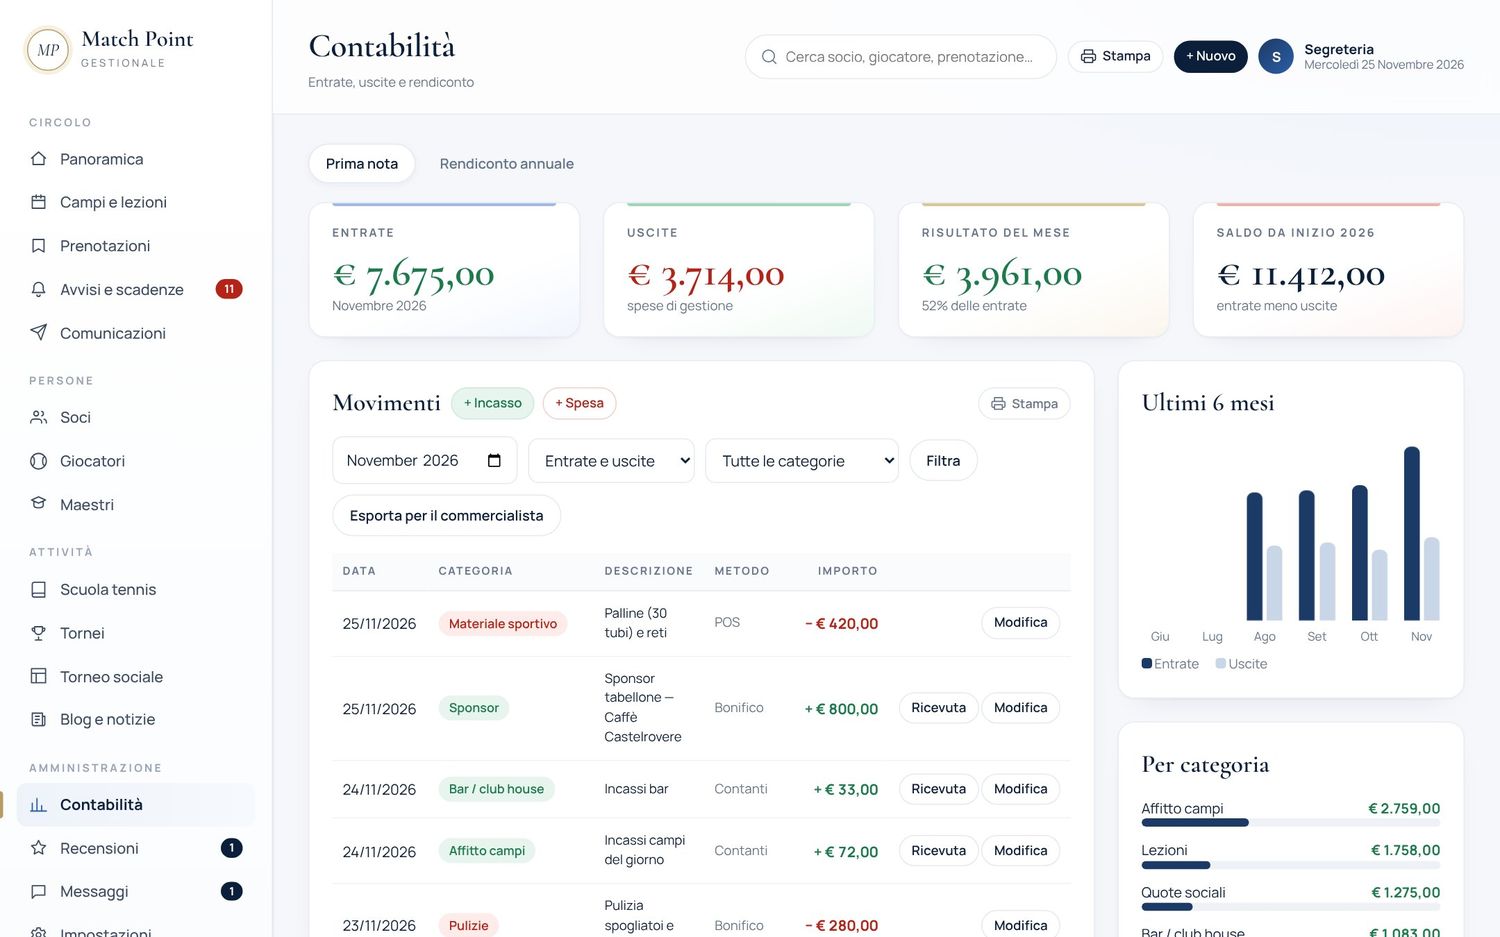 MP
Match Point
GESTIONALE
CIRCOLO
Panoramica
Campi e lezioni
Prenotazioni
Avvisi e scadenze 11
Comunicazioni
PERSONE
Soci
Giocatori
Maestri
ATTIVITÀ
Scuola tennis
Tornei
Torneo sociale
Blog e notizie
AMMINISTRAZIONE
Contabilità
Recensioni 1
Messaggi 1
Impostazioni
Contabilità
Entrate, uscite e rendiconto
Cerca socio, giocatore, prenotazione…
Stampa
+ Nuovo
S
Segreteria
Mercoledì 25 Novembre 2026
Prima nota
Rendiconto annuale
ENTRATE
€ 7.675,00
Novembre 2026
USCITE
€ 3.714,00
spese di gestione
RISULTATO DEL MESE
€ 3.961,00
52% delle entrate
SALDO DA INIZIO 2026
€ 11.412,00
entrate meno uscite
Movimenti
+ Incasso
+ Spesa
Stampa
November 2026
Entrate e uscite
Tutte le categorie
Filtra
Esporta per il commercialista
DATA CATEGORIA DESCRIZIONE METODO IMPORTO
25/11/2026 Materiale sportivo Palline (30 tubi) e reti POS − € 420,00 Modifica
25/11/2026 Sponsor Sponsor tabellone — Caffè Castelrovere Bonifico + € 800,00 Ricevuta Modifica
24/11/2026 Bar / club house Incassi bar Contanti + € 33,00 Ricevuta Modifica
24/11/2026 Affitto campi Incassi campi del giorno Contanti + € 72,00 Ricevuta Modifica
23/11/2026 Pulizie Pulizia spogliatoi e Bonifico − € 280,00 Modifica
Ultimi 6 mesi
Giu Lug Ago Set Ott Nov
Entrate Uscite
Per categoria
Affitto campi € 2.759,00
Lezioni € 1.758,00
Quote sociali € 1.275,00
Bar / club house € 1.083,00